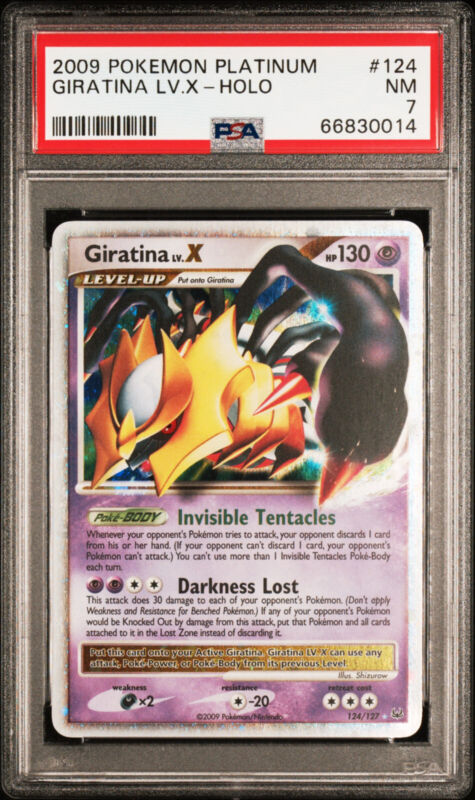 2009 POKEMON PLATINUM #124
GIRATINA LV.X - HOLO NM
7
PSA 66830014
Giratina LV.X HP 130
LEVEL-UP Put onto Giratina
Poké-BODY Invisible Tentacles
Whenever your opponent's Pokémon tries to attack, your opponent discards 1 card
from his or her hand. (If your opponent can't discard 1 card, your opponent's
Pokémon can't attack.) You can't use more than 1 Invisible Tentacles Poké-Body
each turn.
Darkness Lost
This attack does 30 damage to each of your opponent's Pokémon. (Don't apply
Weakness and Resistance for Benched Pokémon.) If any of your opponent's Pokémon
would be Knocked Out by damage from this attack, put that Pokémon and all cards
attached to it in the Lost Zone instead of discarding it.
Put this card onto your Active Giratina. Giratina LV.X can use any
attack, Poké-Power, or Poké-Body from its previous Level.
Illus. Shizurow
weakness resistance retreat cost
×2 -20
©2009 Pokémon/Nintendo 124/127
PSA